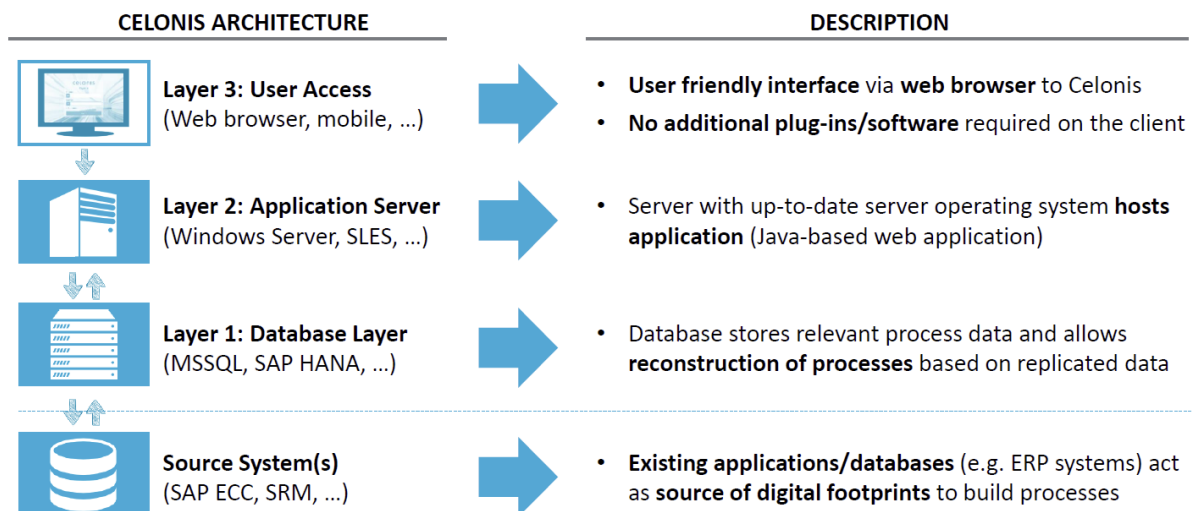 CELONIS ARCHITECTURE
DESCRIPTION
Layer 3: User Access
(Web browser, mobile, ...)
• User friendly interface via web browser to Celonis
• No additional plug-ins/software required on the client
Layer 2: Application Server
(Windows Server, SLES, ...)
• Server with up-to-date server operating system hosts
application (Java-based web application)
Layer 1: Database Layer
(MSSQL, SAP HANA, ...)
• Database stores relevant process data and allows
reconstruction of processes based on replicated data
Source System(s)
(SAP ECC, SRM, ...)
• Existing applications/databases (e.g. ERP systems) act
as source of digital footprints to build processes